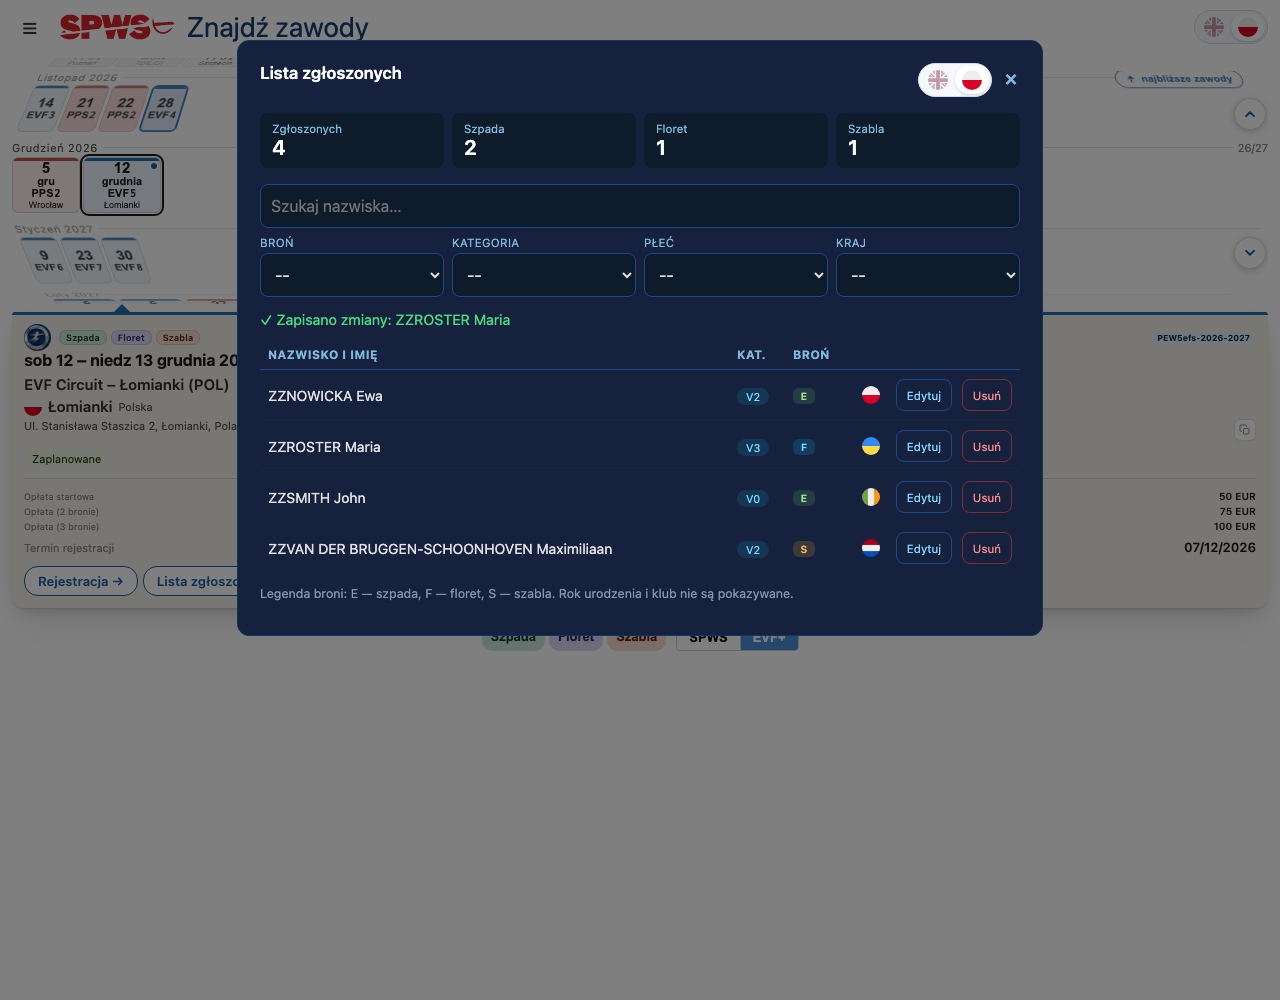 SPWS Znajdź zawody
Listopad 2026
↑ najbliższe zawody
14 EVF3
21 PPS2
22 PPS2
28 EVF4
Grudzień 2026
26/27
5 gru PPS2 Wrocław
12 grudnia EVF5 Łomianki
Styczeń 2027
9 EVF6
23 EVF7
30 EVF8
Szpada Floret Szabla
PEW5efs-2026-2027
sob 12 – niedz 13 grudnia 20
EVF Circuit – Łomianki (POL)
Łomianki Polska
Ul. Stanisława Staszica 2, Łomianki, Pola
Zaplanowane
Opłata startowa 50 EUR
Opłata (2 bronie) 75 EUR
Opłata (3 bronie) 100 EUR
Termin rejestracji 07/12/2026
Rejestracja →
Lista zgłoszo
Szpada Floret Szabla SPWS EVF+
Lista zgłoszonych
×
Zgłoszonych
4
Szpada
2
Floret
1
Szabla
1
Szukaj nazwiska...
BROŃ KATEGORIA PŁEĆ KRAJ
-- -- -- --
✓ Zapisano zmiany: ZZROSTER Maria
NAZWISKO I IMIĘ KAT. BROŃ
ZZNOWICKA Ewa V2 E Edytuj Usuń
ZZROSTER Maria V3 F Edytuj Usuń
ZZSMITH John V0 E Edytuj Usuń
ZZVAN DER BRUGGEN-SCHOONHOVEN Maximiliaan V2 S Edytuj Usuń
Legenda broni: E — szpada, F — floret, S — szabla. Rok urodzenia i klub nie są pokazywane.